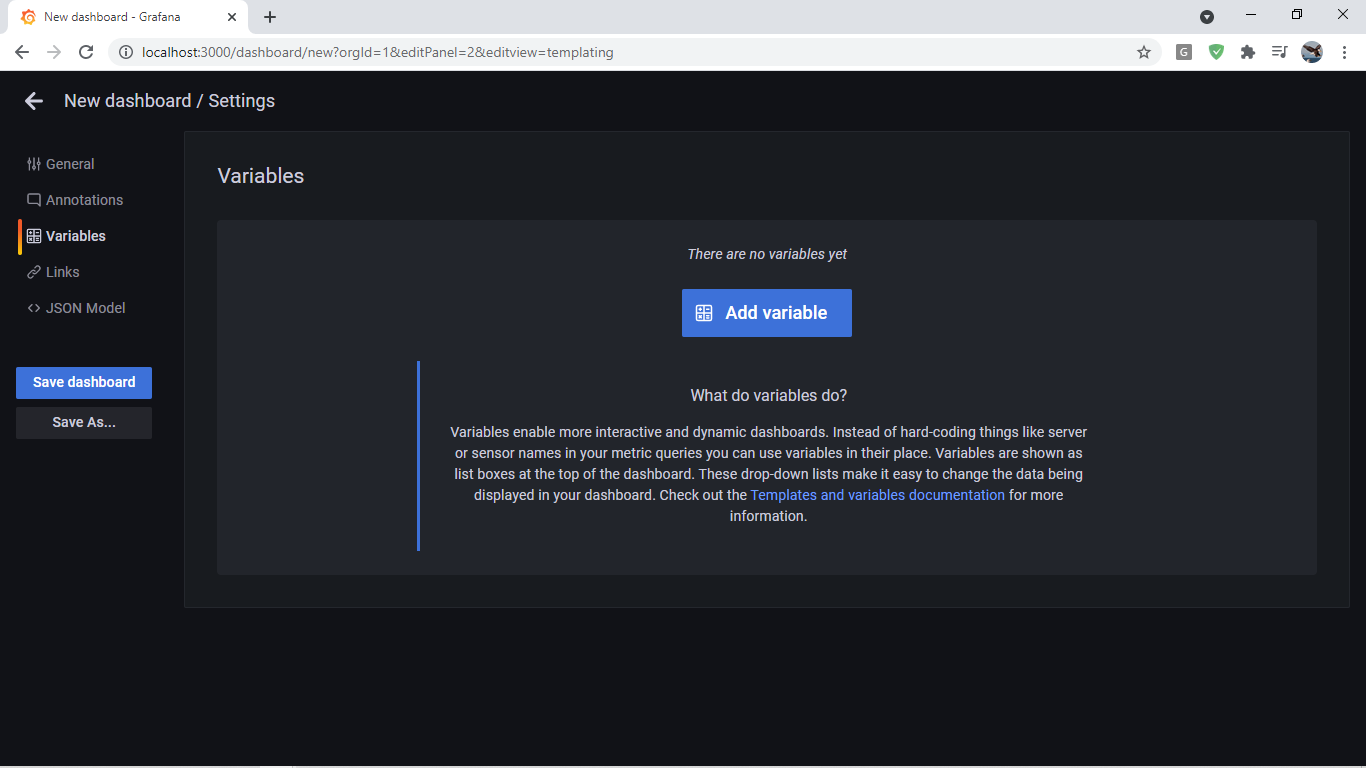 New dashboard - Grafana
localhost:3000/dashboard/new?orgId=1&editPanel=2&editview=templating
New dashboard / Settings
General
Annotations
Variables
Links
JSON Model
Save dashboard
Save As...
Variables
There are no variables yet
Add variable
What do variables do?
Variables enable more interactive and dynamic dashboards. Instead of hard-coding things like server
or sensor names in your metric queries you can use variables in their place. Variables are shown as
list boxes at the top of the dashboard. These drop-down lists make it easy to change the data being
displayed in your dashboard. Check out the Templates and variables documentation for more
information.